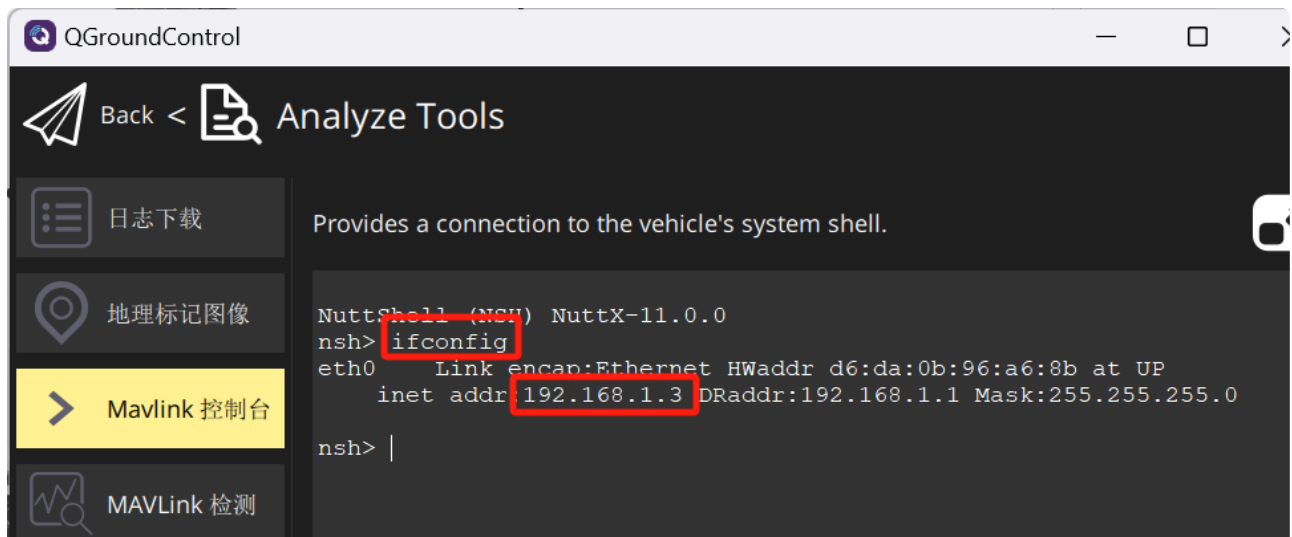 QGroundControl
Back < Analyze Tools
日志下载
Provides a connection to the vehicle's system shell.
地理标记图像
NuttShell (NSH) NuttX-11.0.0
nsh> ifconfig
eth0 Link encap:Ethernet HWaddr d6:da:0b:96:a6:8b at UP
inet addr:192.168.1.3 DRaddr:192.168.1.1 Mask:255.255.255.0
Mavlink 控制台
nsh>
MAVLink 检测